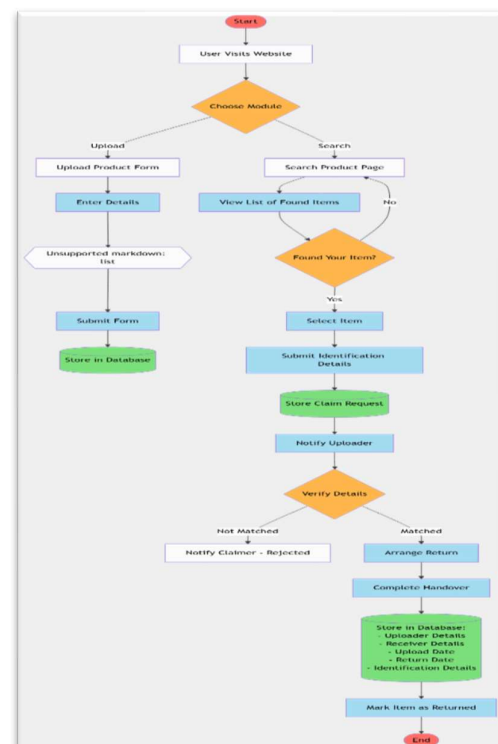 Start
User Visits Website
Choose Module
Upload
Search
Upload Product Form
Search Product Page
Enter Details
View List of Found Items
No
Unsupported markdown:
list
Found Your Item?
Yes
Submit Form
Select Item
Store in Database
Submit Identification
Details
Store Claim Request
Notify Uploader
Verify Details
Not Matched
Matched
Notify Claimer - Rejected
Arrange Return
Complete Handover
Store in Database:
- Uploader Details
- Receiver Details
- Upload Date
- Return Date
- Identification Details
Mark Item as Returned
End